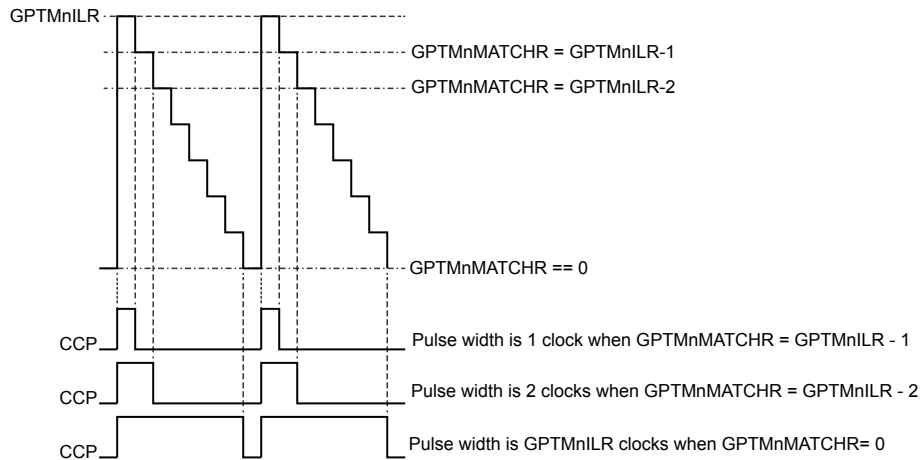 GPTMnILR
GPTMnMATCHR = GPTMnILR-1
GPTMnMATCHR = GPTMnILR-2
GPTMnMATCHR == 0
CCP
Pulse width is 1 clock when GPTMnMATCHR = GPTMnILR - 1
CCP
Pulse width is 2 clocks when GPTMnMATCHR = GPTMnILR - 2
CCP
Pulse width is GPTMnILR clocks when GPTMnMATCHR= 0